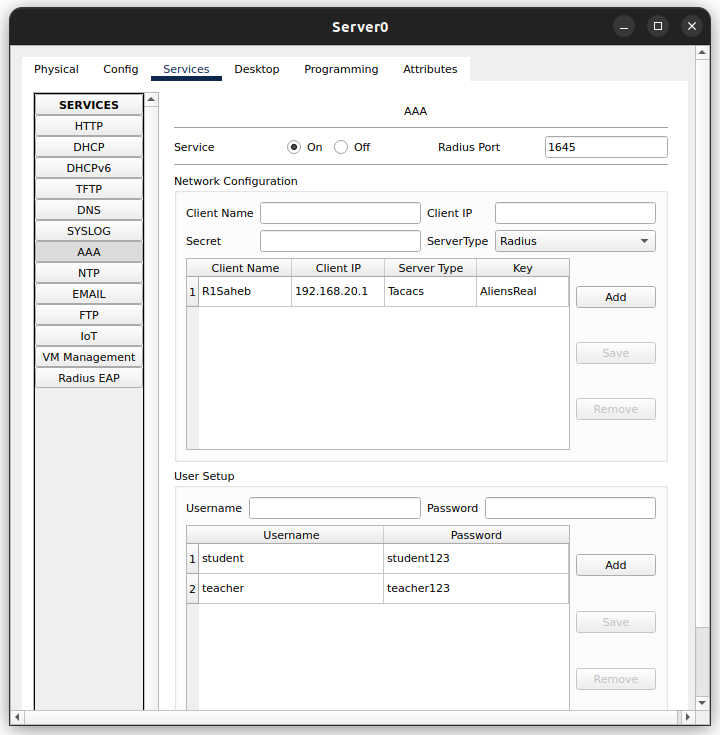 Server0
Physical Config Services Desktop Programming Attributes
SERVICES
HTTP
DHCP
DHCPv6
TFTP
DNS
SYSLOG
AAA
NTP
EMAIL
FTP
IoT
VM Management
Radius EAP
AAA
Service On Off Radius Port 1645
Network Configuration
Client Name Client IP
Secret ServerType Radius
Client Name Client IP Server Type Key
1 R1Saheb 192.168.20.1 Tacacs AliensReal
Add
Save
Remove
User Setup
Username Password
Username Password
1 student student123
2 teacher teacher123
Add
Save
Remove